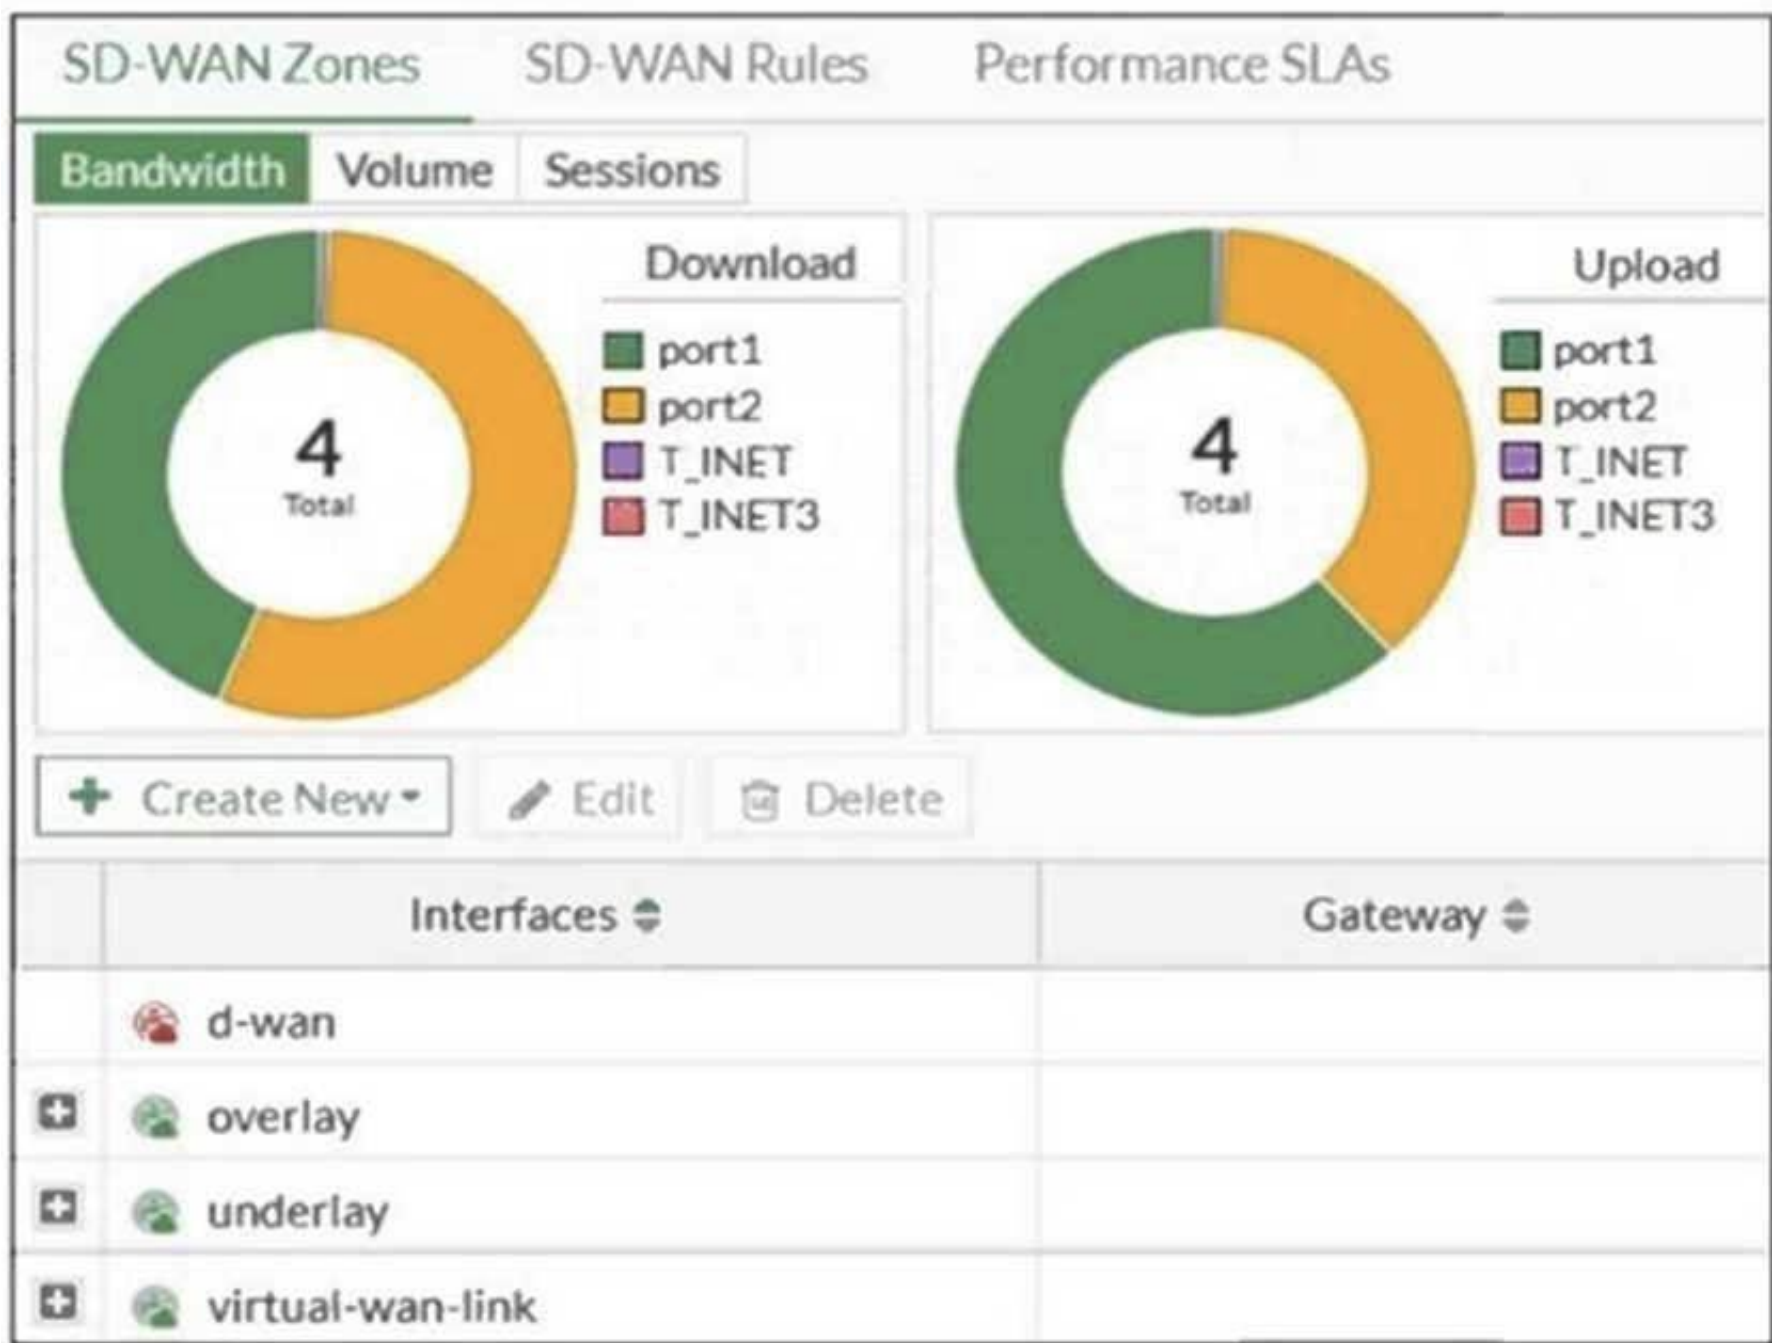 SD-WAN Zones SD-WAN Rules Performance SLAs
Bandwidth Volume Sessions
Download
port1
port2
T_INET
T_INET3
4
Total
Upload
port1
port2
T_INET
T_INET3
4
Total
Create New Edit Delete
Interfaces Gateway
d-wan
overlay
underlay
virtual-wan-link